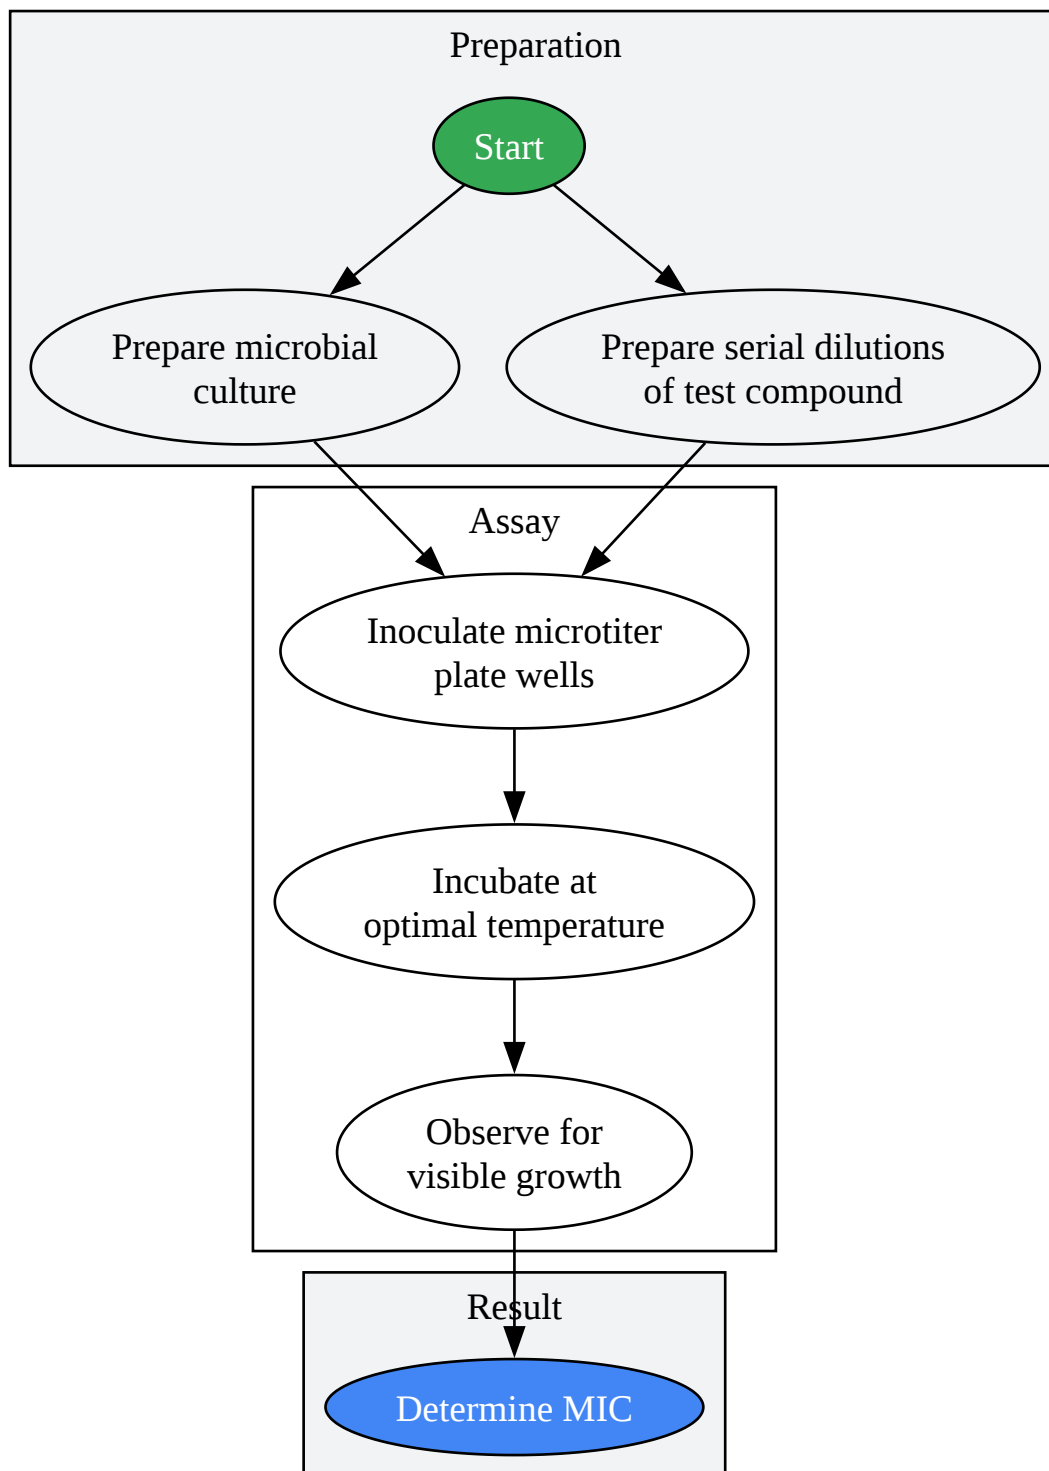 Preparation
Start
Prepare microbial
culture
Prepare serial dilutions
of test compound
Assay
Inoculate microtiter
plate wells
Incubate at
optimal temperature
Observe for
visible growth
Result
Determine MIC